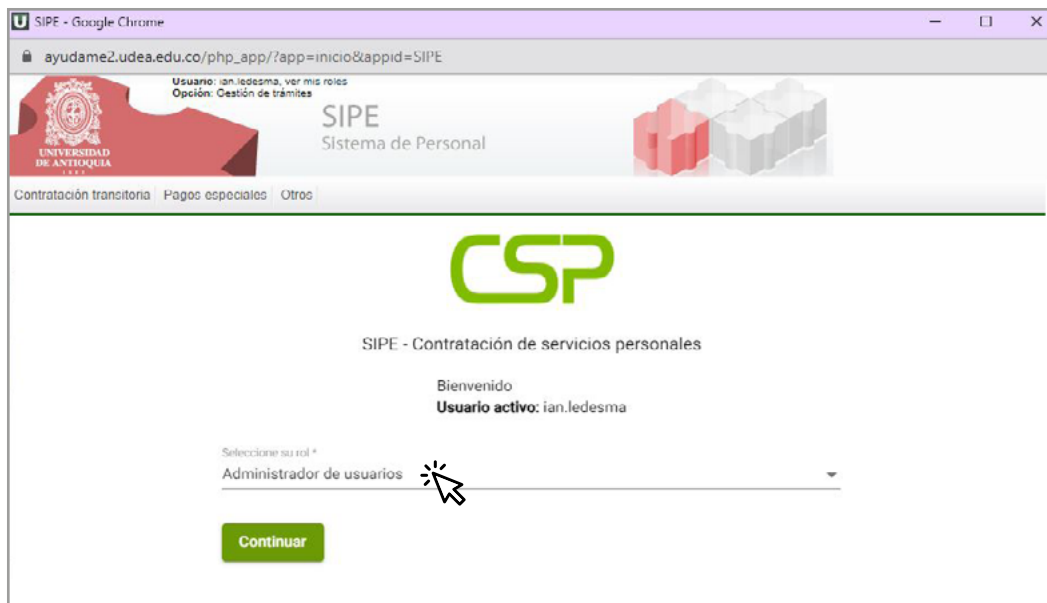 SIPE - Google Chrome
ayudame2.udea.edu.co/php_app/?app=inicio&appid=SIPE
Usuario: ian.ledesma, ver mis roles
Opción: Gestión de trámites
SIPE
Sistema de Personal
UNIVERSIDAD
DE ANTIOQUIA
1803
Contratación transitoria Pagos especiales Otros
CSP
SIPE - Contratación de servicios personales
Bienvenido
Usuario activo: ian.ledesma
Seleccione su rol *
Administrador de usuarios
Continuar